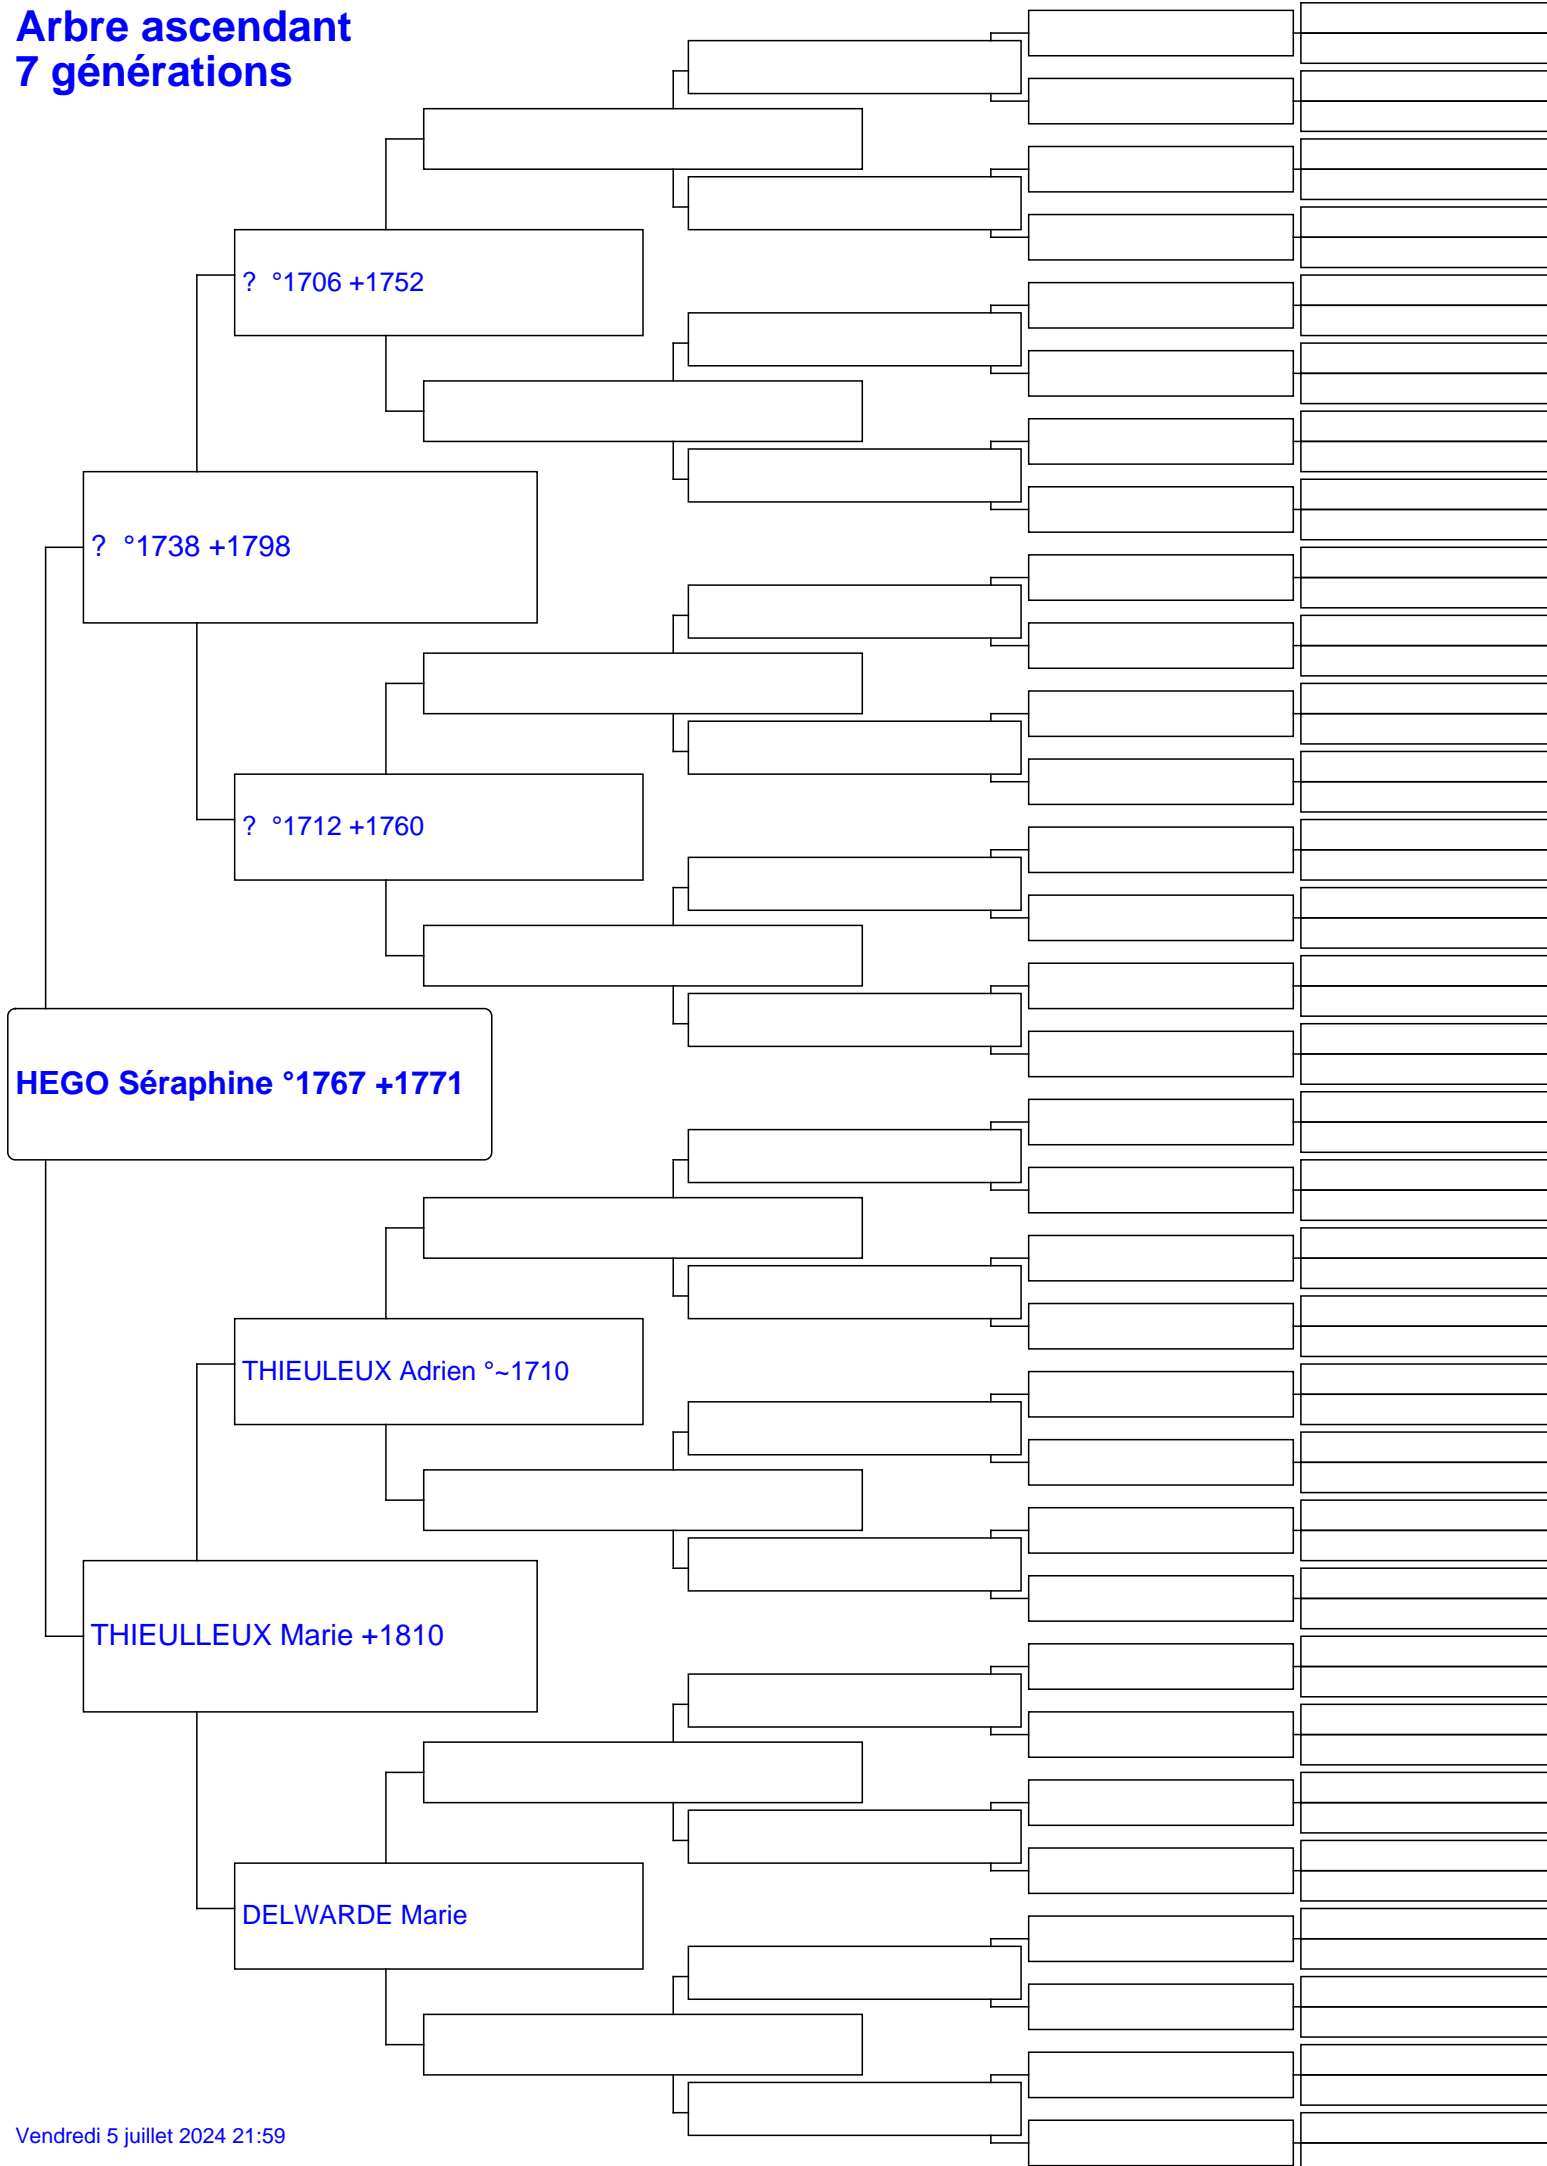 Arbre ascendant
7 générations
? °1706 +1752
? °1738 +1798
? °1712 +1760
HEGO Séraphine °1767 +1771
THIEULEUX Adrien °~1710
THIEULLEUX Marie +1810
DELWARDE Marie
Vendredi 5 juillet 2024 21:59